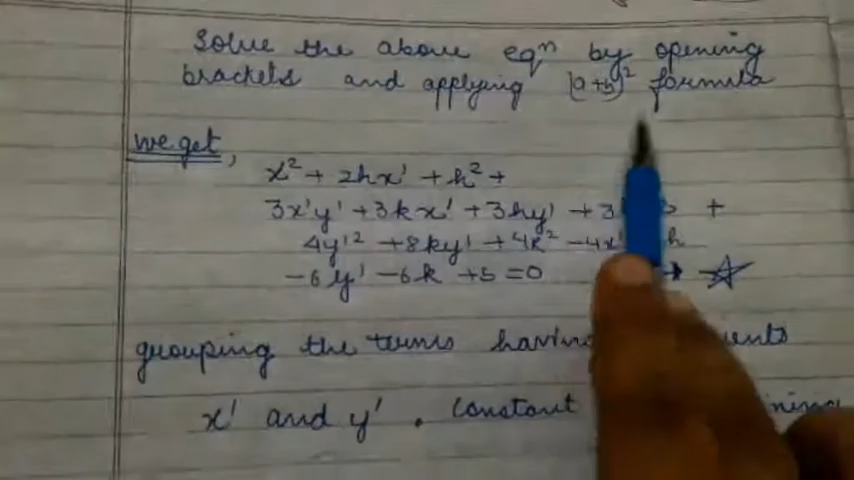 Solve the above eqⁿ by opening
brackets and applying (a+b)² formula
we get,
x² + 2hx' + h² +
3x'y' + 3kx' + 3hy' + 3 +
4y'² + 8ky' + 4k² - 4x' h
-6y' - 6k + 5 = 0 → ☆
grouping the terms having
x' and y' . Constant